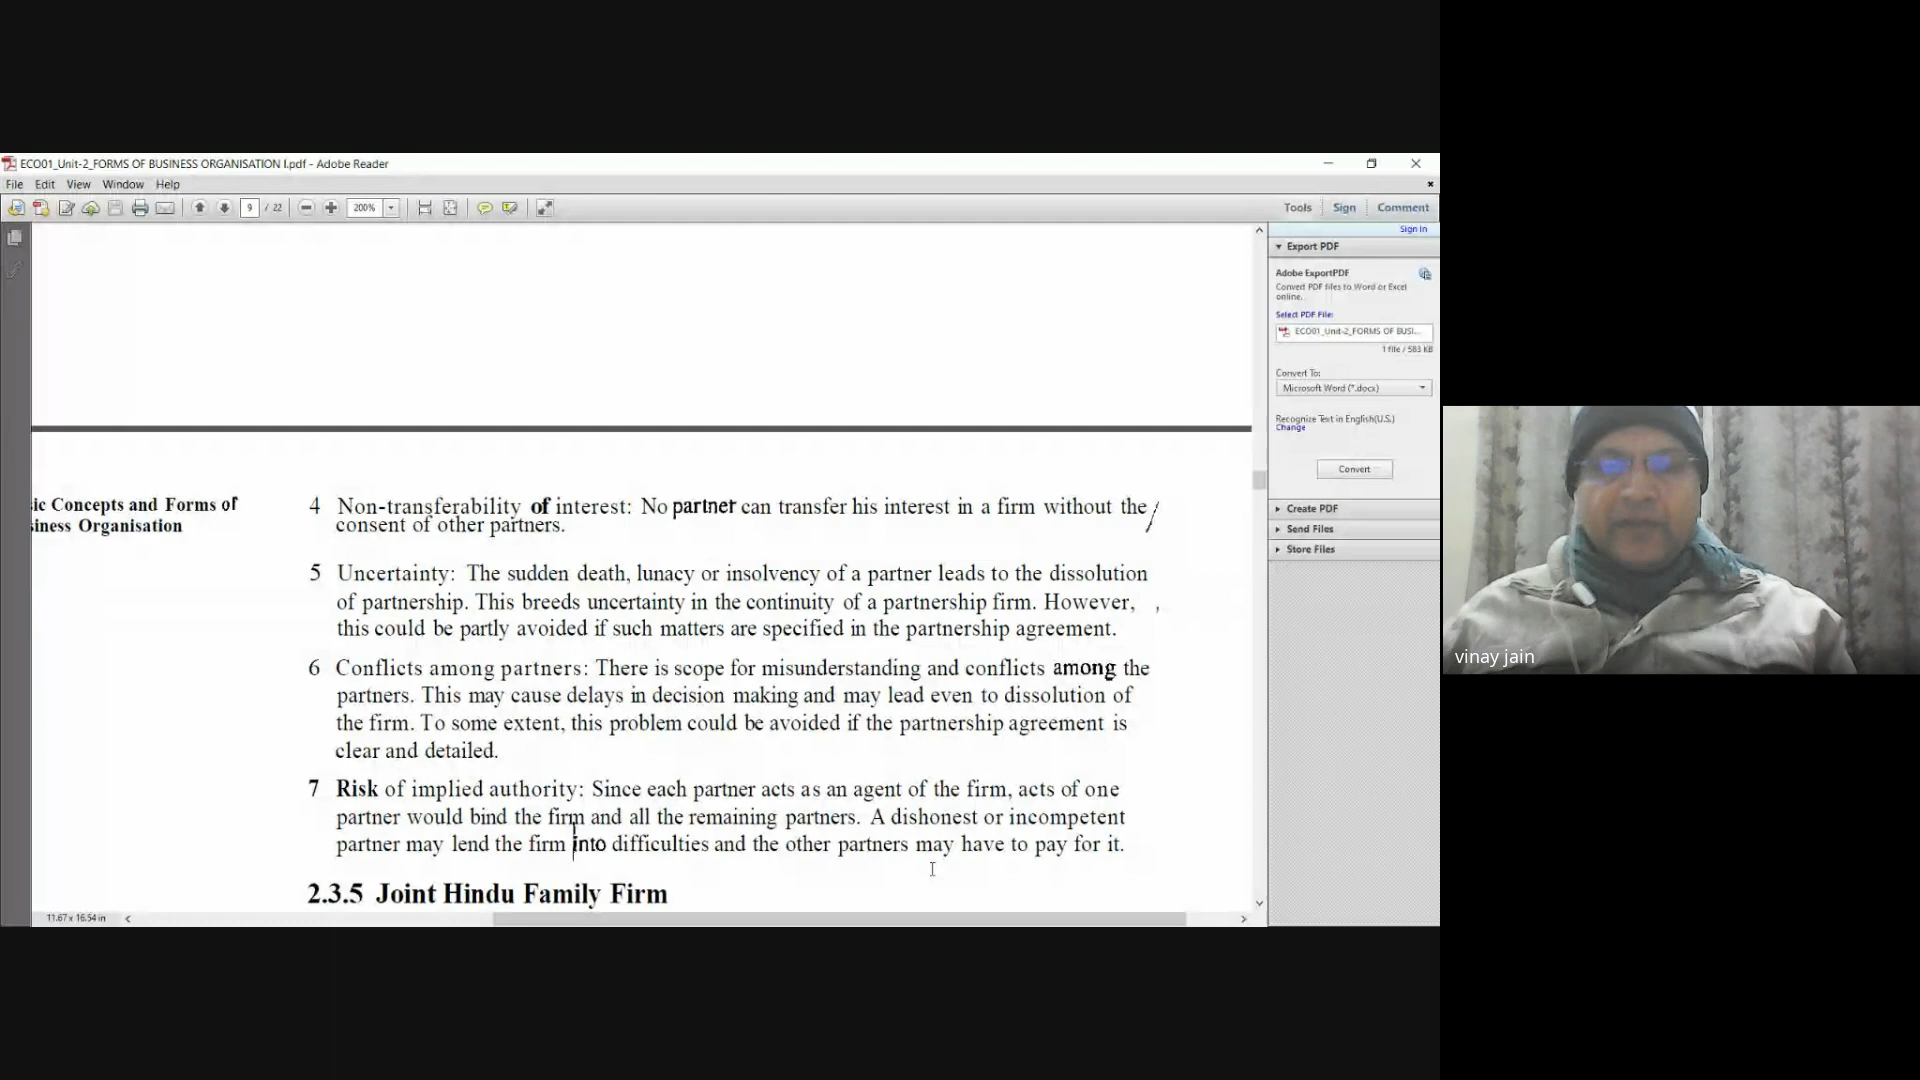 ECO01_Unit-2_FORMS OF BUSINESS ORGANISATION I.pdf - Adobe Reader
File Edit View Window Help
9 / 22 200% Tools Sign Comment
Sign In
Export PDF
Adobe ExportPDF
Convert PDF files to Word or Excel
online.
Select PDF File:
ECO01_Unit-2_FORMS OF BUSI...
1 file / 583 KB
Convert To:
Microsoft Word (*.docx)
Recognize Text in English(U.S.)
Change
Convert
Create PDF
Send Files
Store Files
ic Concepts and Forms of
iness Organisation
4 Non-transferability of interest: No partner can transfer his interest in a firm without the /
consent of other partners.
5 Uncertainty: The sudden death, lunacy or insolvency of a partner leads to the dissolution
of partnership. This breeds uncertainty in the continuity of a partnership firm. However, ,
this could be partly avoided if such matters are specified in the partnership agreement.
6 Conflicts among partners: There is scope for misunderstanding and conflicts among the
partners. This may cause delays in decision making and may lead even to dissolution of
the firm. To some extent, this problem could be avoided if the partnership agreement is
clear and detailed.
7 Risk of implied authority: Since each partner acts as an agent of the firm, acts of one
partner would bind the firm and all the remaining partners. A dishonest or incompetent
partner may lend the firm into difficulties and the other partners may have to pay for it.
2.3.5 Joint Hindu Family Firm
11.67 x 16.54 in
vinay jain